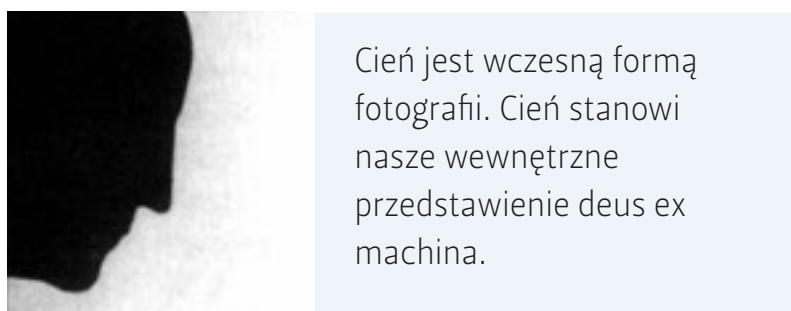 Cień jest wczesną formą
fotografii. Cień stanowi
nasze wewnętrzne
przedstawienie deus ex
machina.